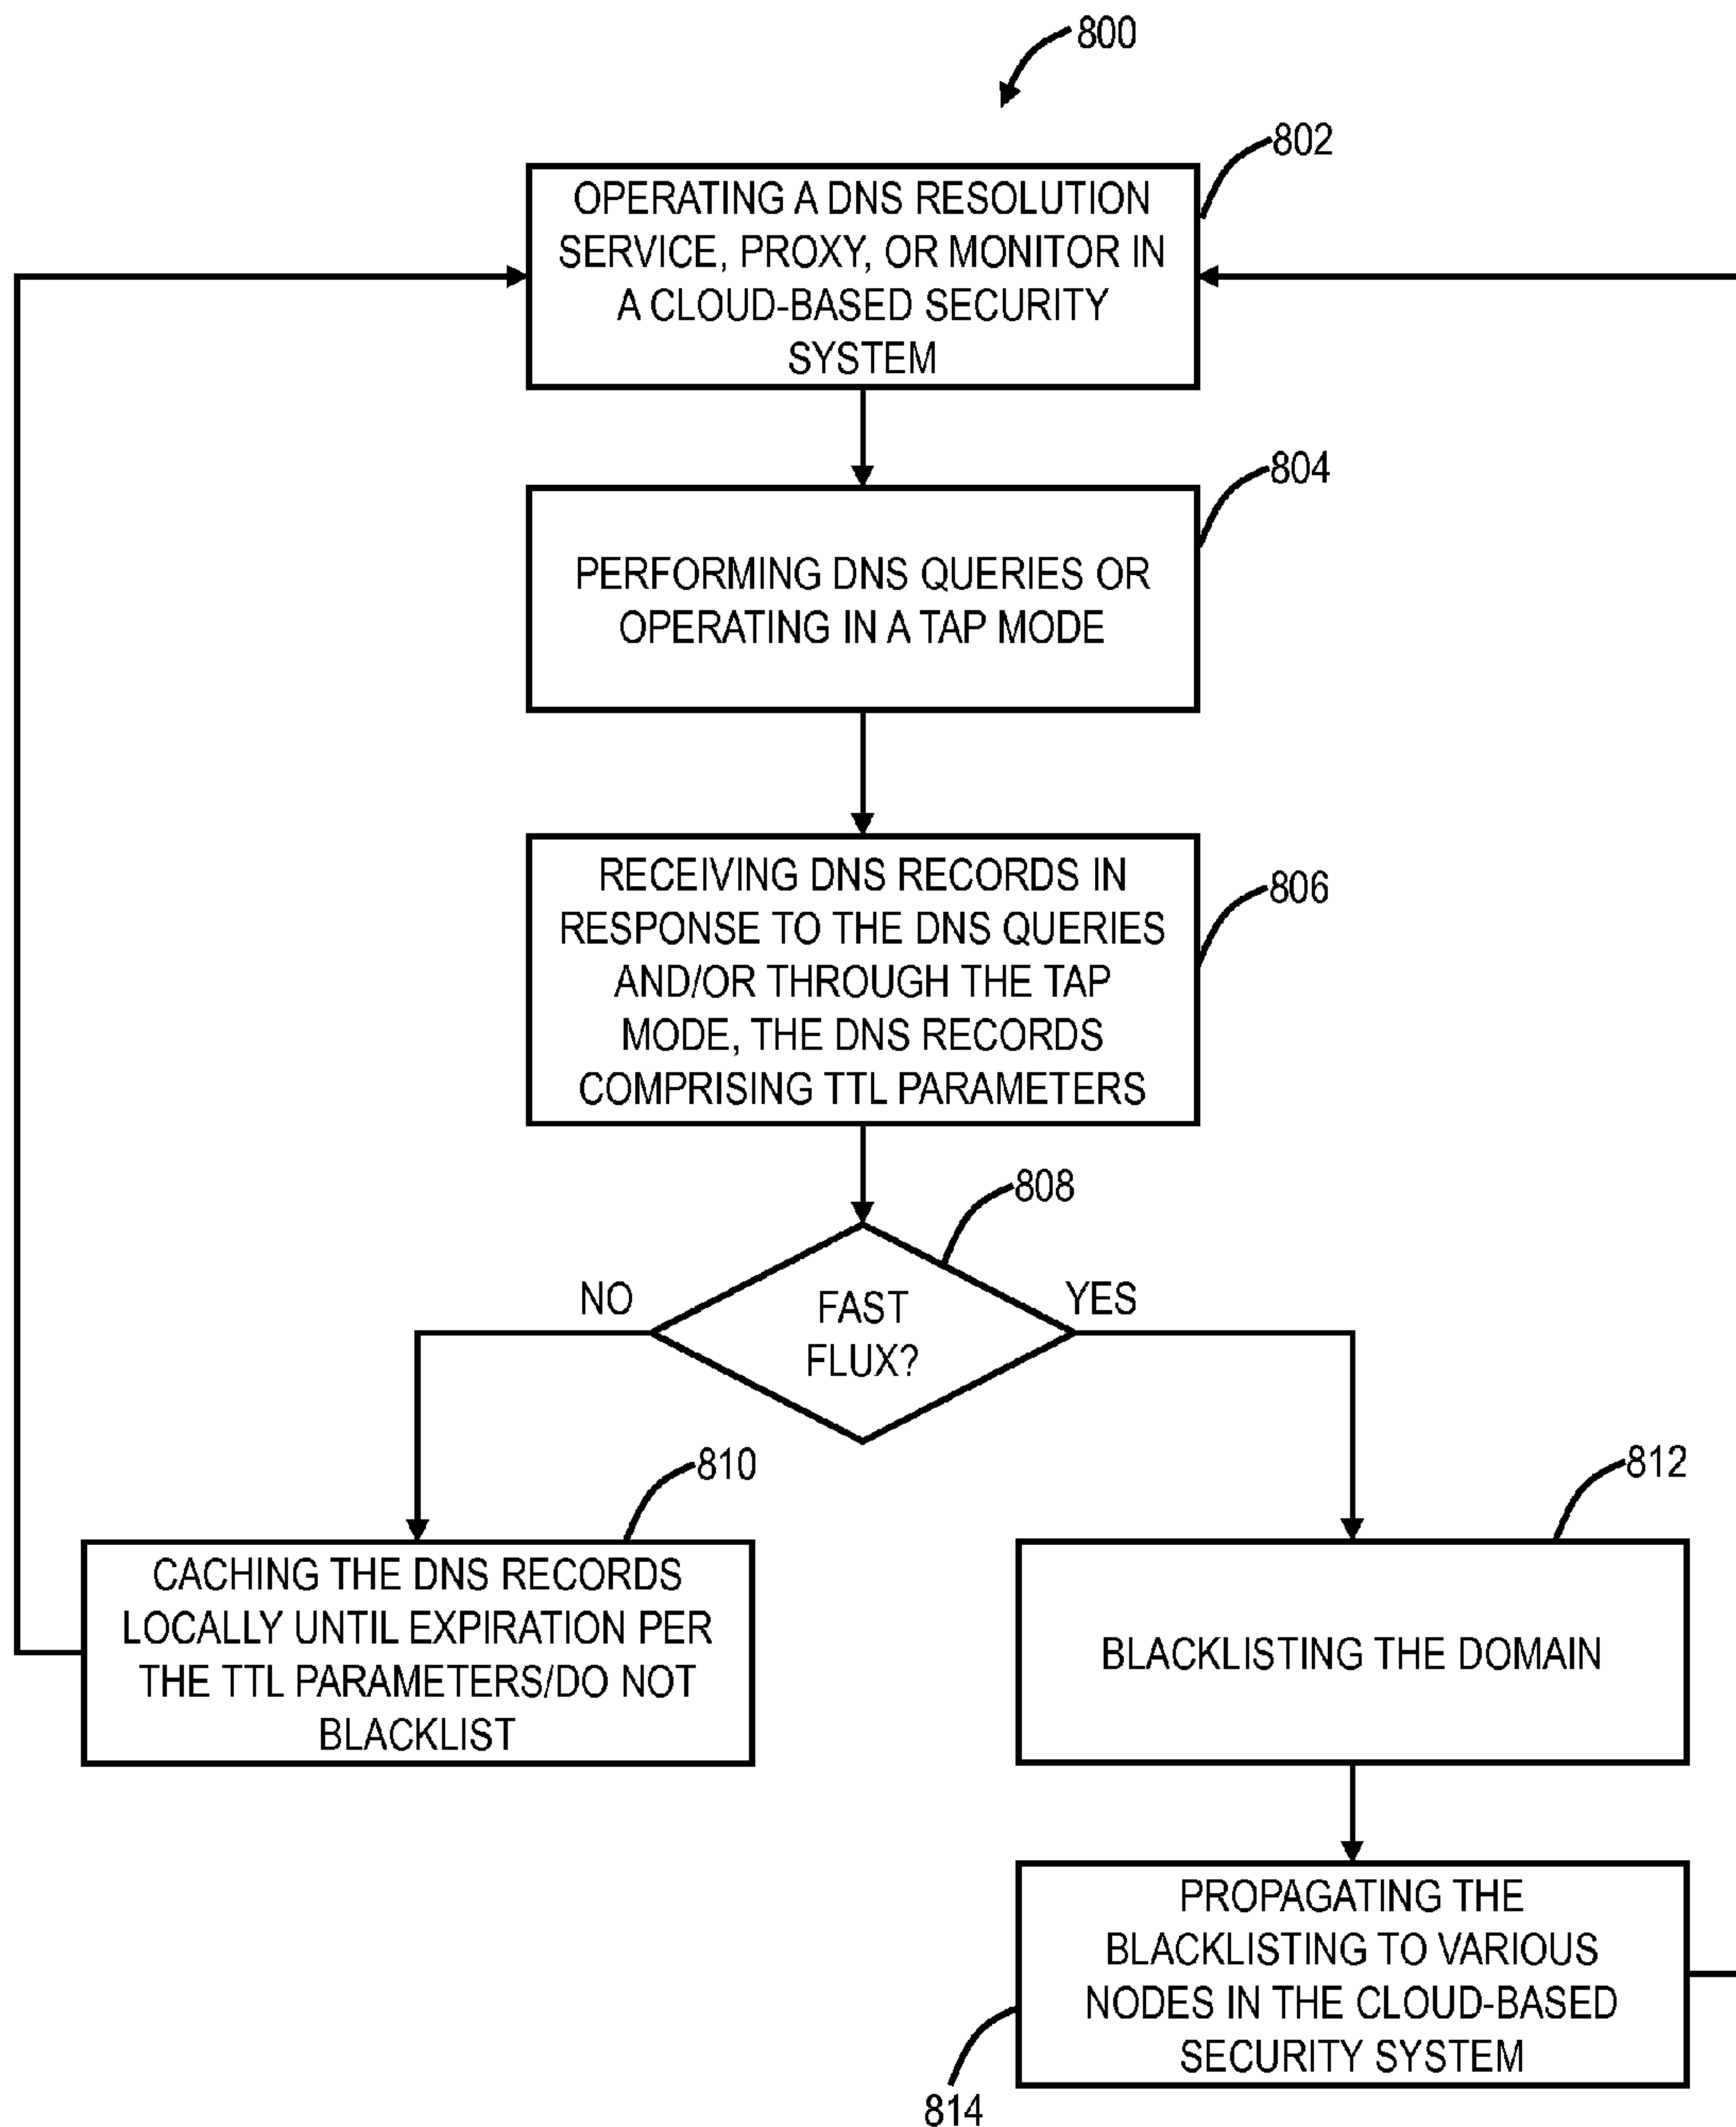 800
802
OPERATING A DNS RESOLUTION
SERVICE, PROXY, OR MONITOR IN
A CLOUD-BASED SECURITY
SYSTEM
804
PERFORMING DNS QUERIES OR
OPERATING IN A TAP MODE
806
RECEIVING DNS RECORDS IN
RESPONSE TO THE DNS QUERIES
AND/OR THROUGH THE TAP
MODE, THE DNS RECORDS
COMPRISING TTL PARAMETERS
808
NO
YES
FAST
FLUX?
810
CACHING THE DNS RECORDS
LOCALLY UNTIL EXPIRATION PER
THE TTL PARAMETERS/DO NOT
BLACKLIST
812
BLACKLISTING THE DOMAIN
PROPAGATING THE
BLACKLISTING TO VARIOUS
NODES IN THE CLOUD-BASED
SECURITY SYSTEM
814